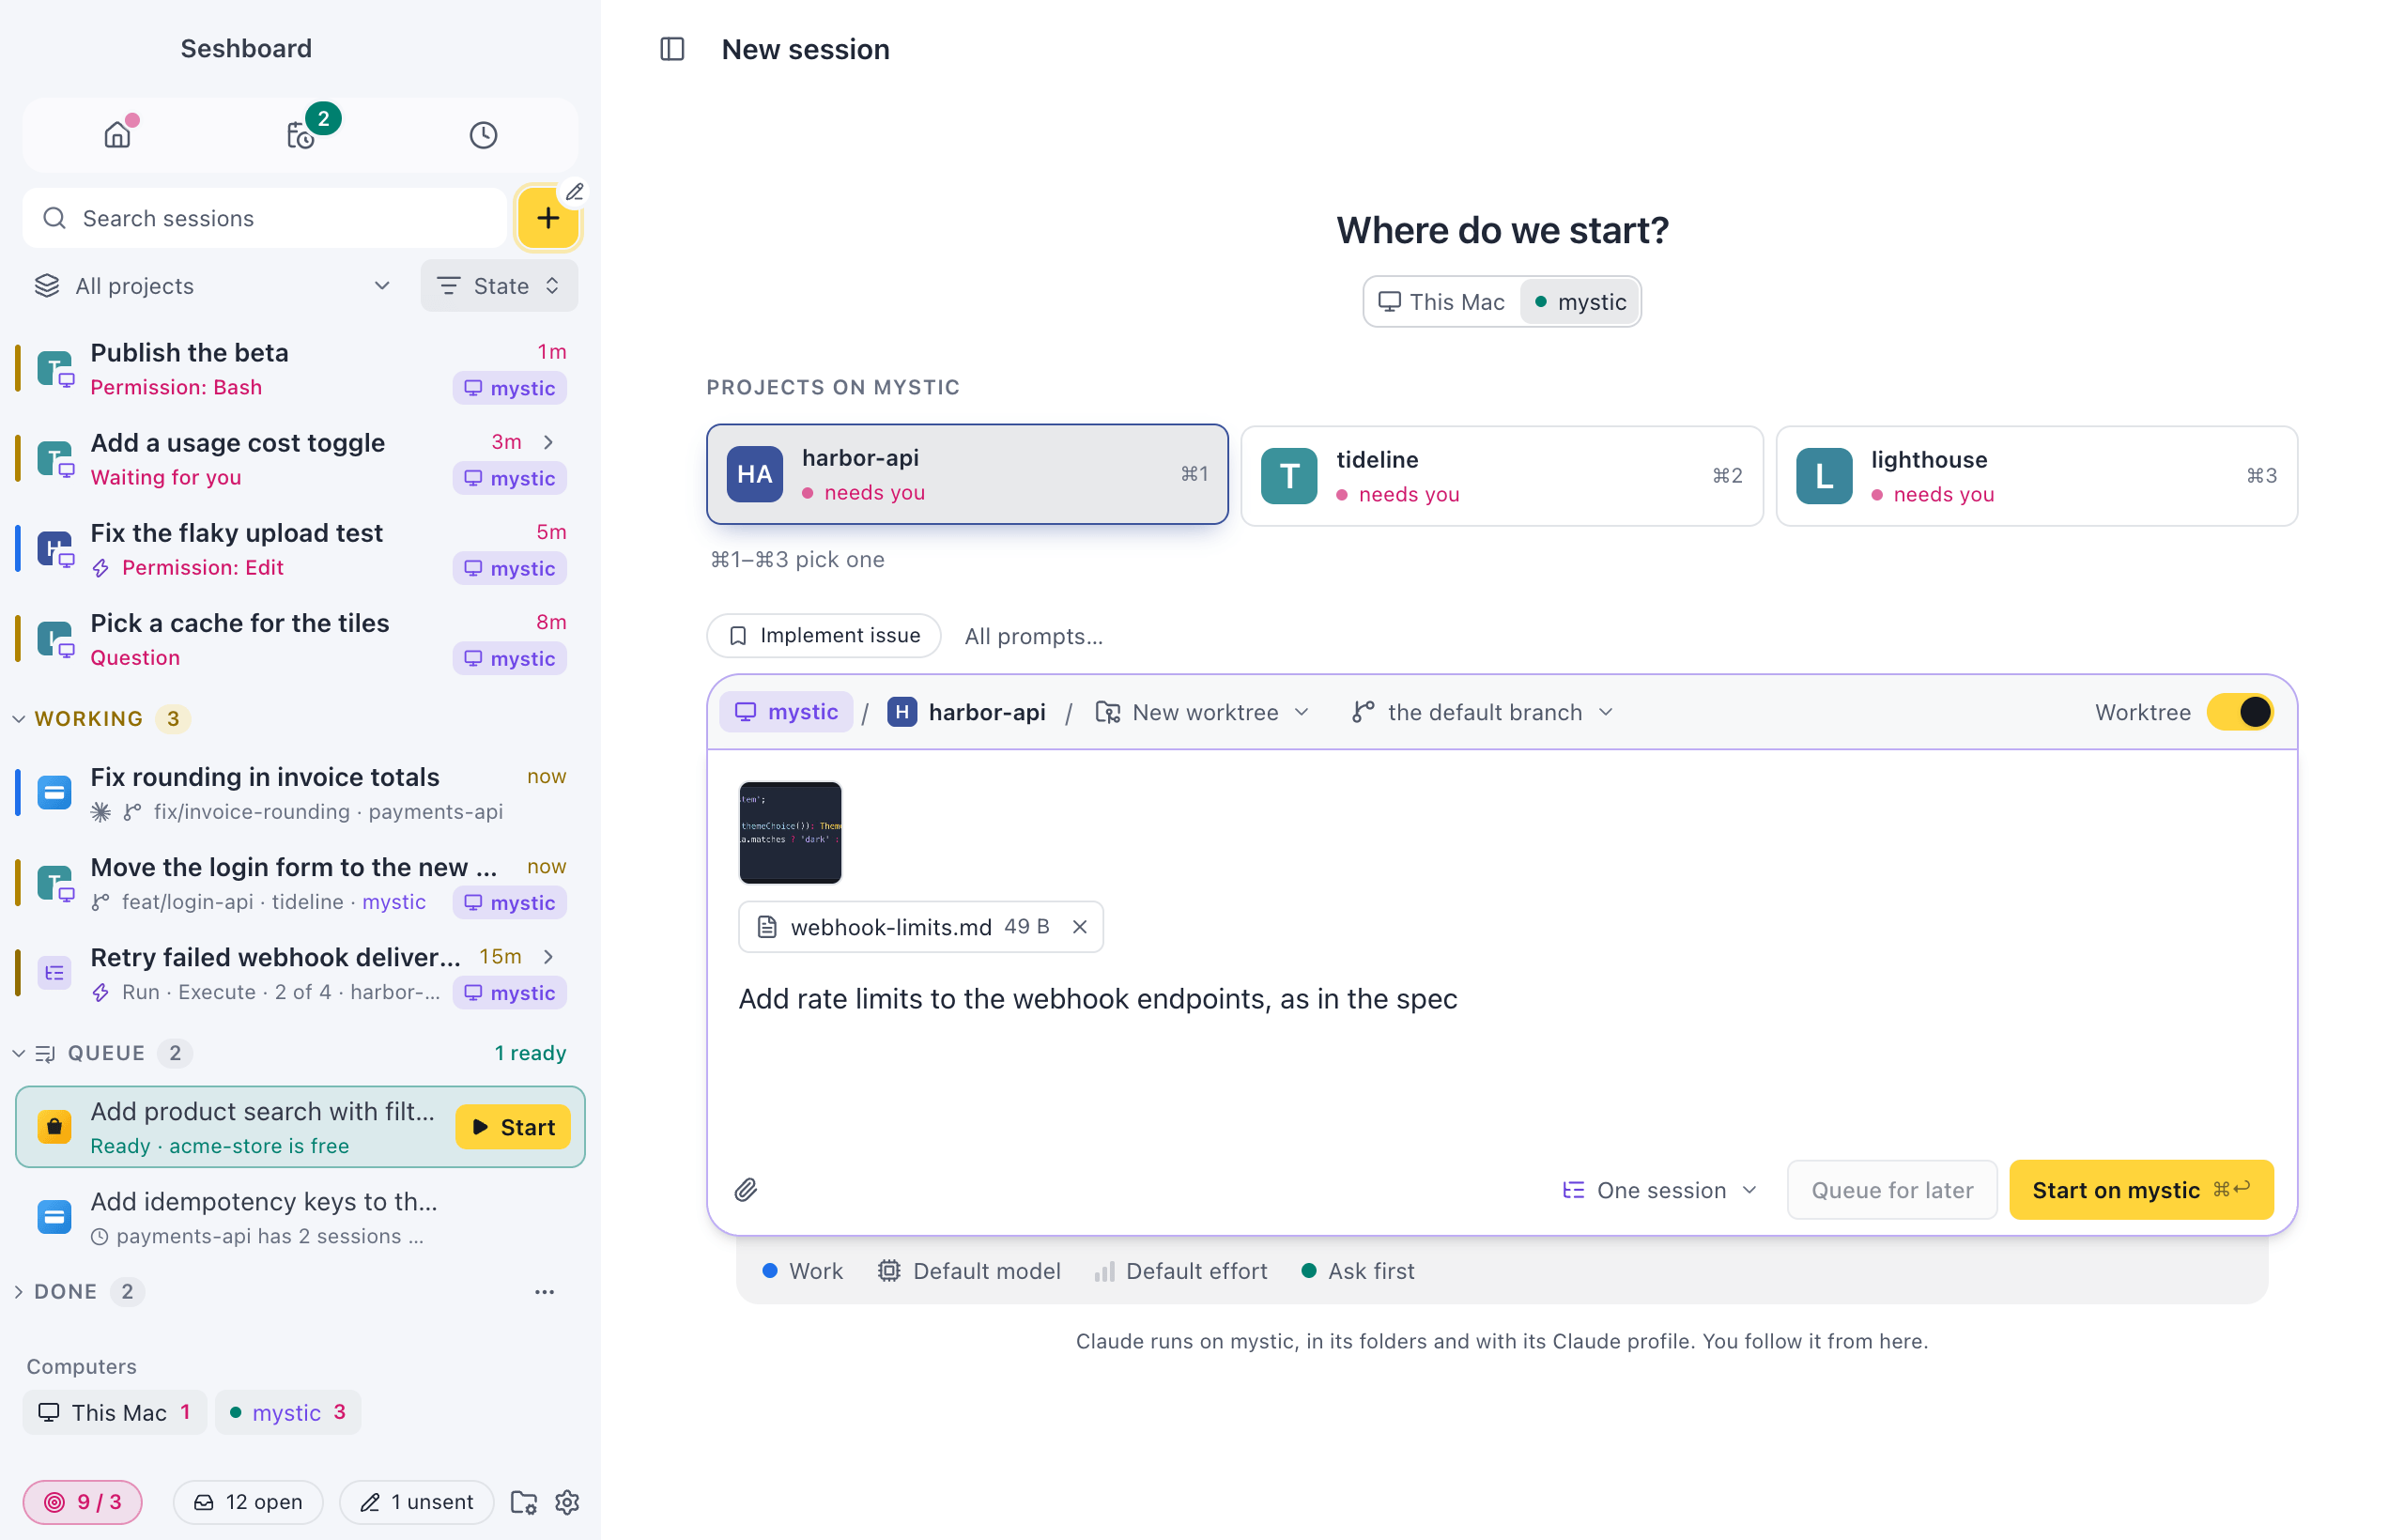 Seshboard
2
Search sessions
All projects
State
Publish the beta
1m
Permission: Bash
mystic
Add a usage cost toggle
3m
Waiting for you
mystic
Fix the flaky upload test
5m
Permission: Edit
mystic
Pick a cache for the tiles
8m
Question
mystic
WORKING 3
Fix rounding in invoice totals
now
fix/invoice-rounding · payments-api
Move the login form to the new ...
now
feat/login-api · tideline · mystic
mystic
Retry failed webhook deliver...
15m
Run · Execute · 2 of 4 · harbor-...
mystic
QUEUE 2
1 ready
Add product search with filt...
Ready · acme-store is free
Start
Add idempotency keys to th...
payments-api has 2 sessions ...
DONE 2
Computers
This Mac 1
mystic 3
9 / 3
12 open
1 unsent
New session
Where do we start?
This Mac
mystic
PROJECTS ON MYSTIC
HA
harbor-api
needs you
⌘1
T
tideline
needs you
⌘2
L
lighthouse
needs you
⌘3
⌘1–⌘3 pick one
Implement issue
All prompts...
mystic / H harbor-api / New worktree
the default branch
Worktree
themeChoice()): Them
a.matches ? 'dark' :
webhook-limits.md 49 B
Add rate limits to the webhook endpoints, as in the spec
One session
Queue for later
Start on mystic ⌘↩
Work
Default model
Default effort
Ask first
Claude runs on mystic, in its folders and with its Claude profile. You follow it from here.